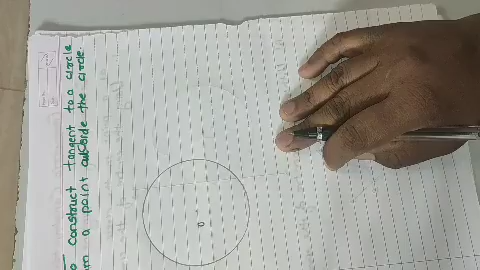 To construct tangent to a circle
from a point outside the circle.
O